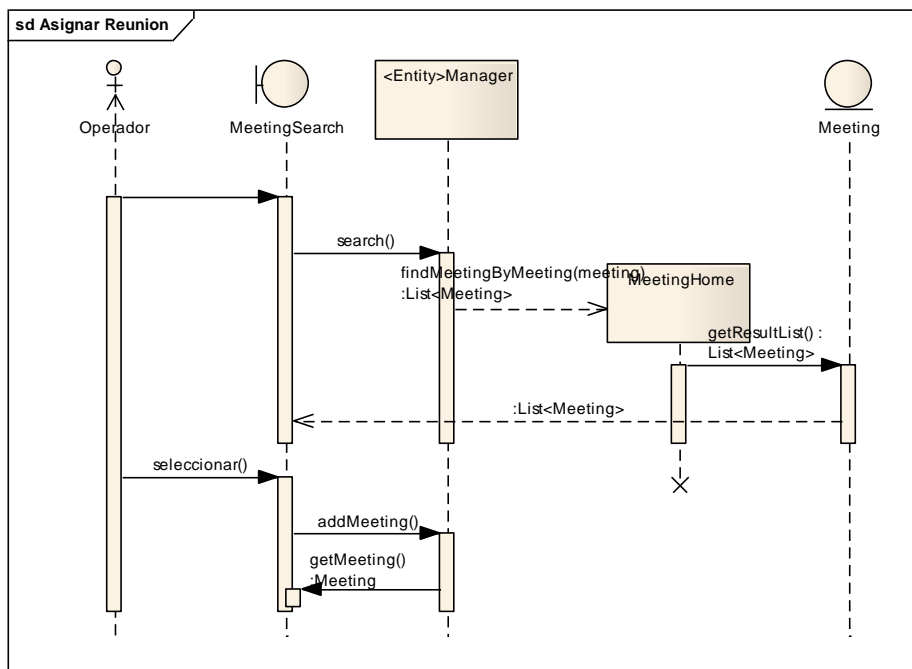 sd Asignar Reunion
Operador
MeetingSearch
<Entity>Manager
Meeting
search()
findMeetingByMeeting(meeting)
:List<Meeting>
MeetingHome
getResultList() :
List<Meeting>
:List<Meeting>
seleccionar()
addMeeting()
getMeeting()
:Meeting